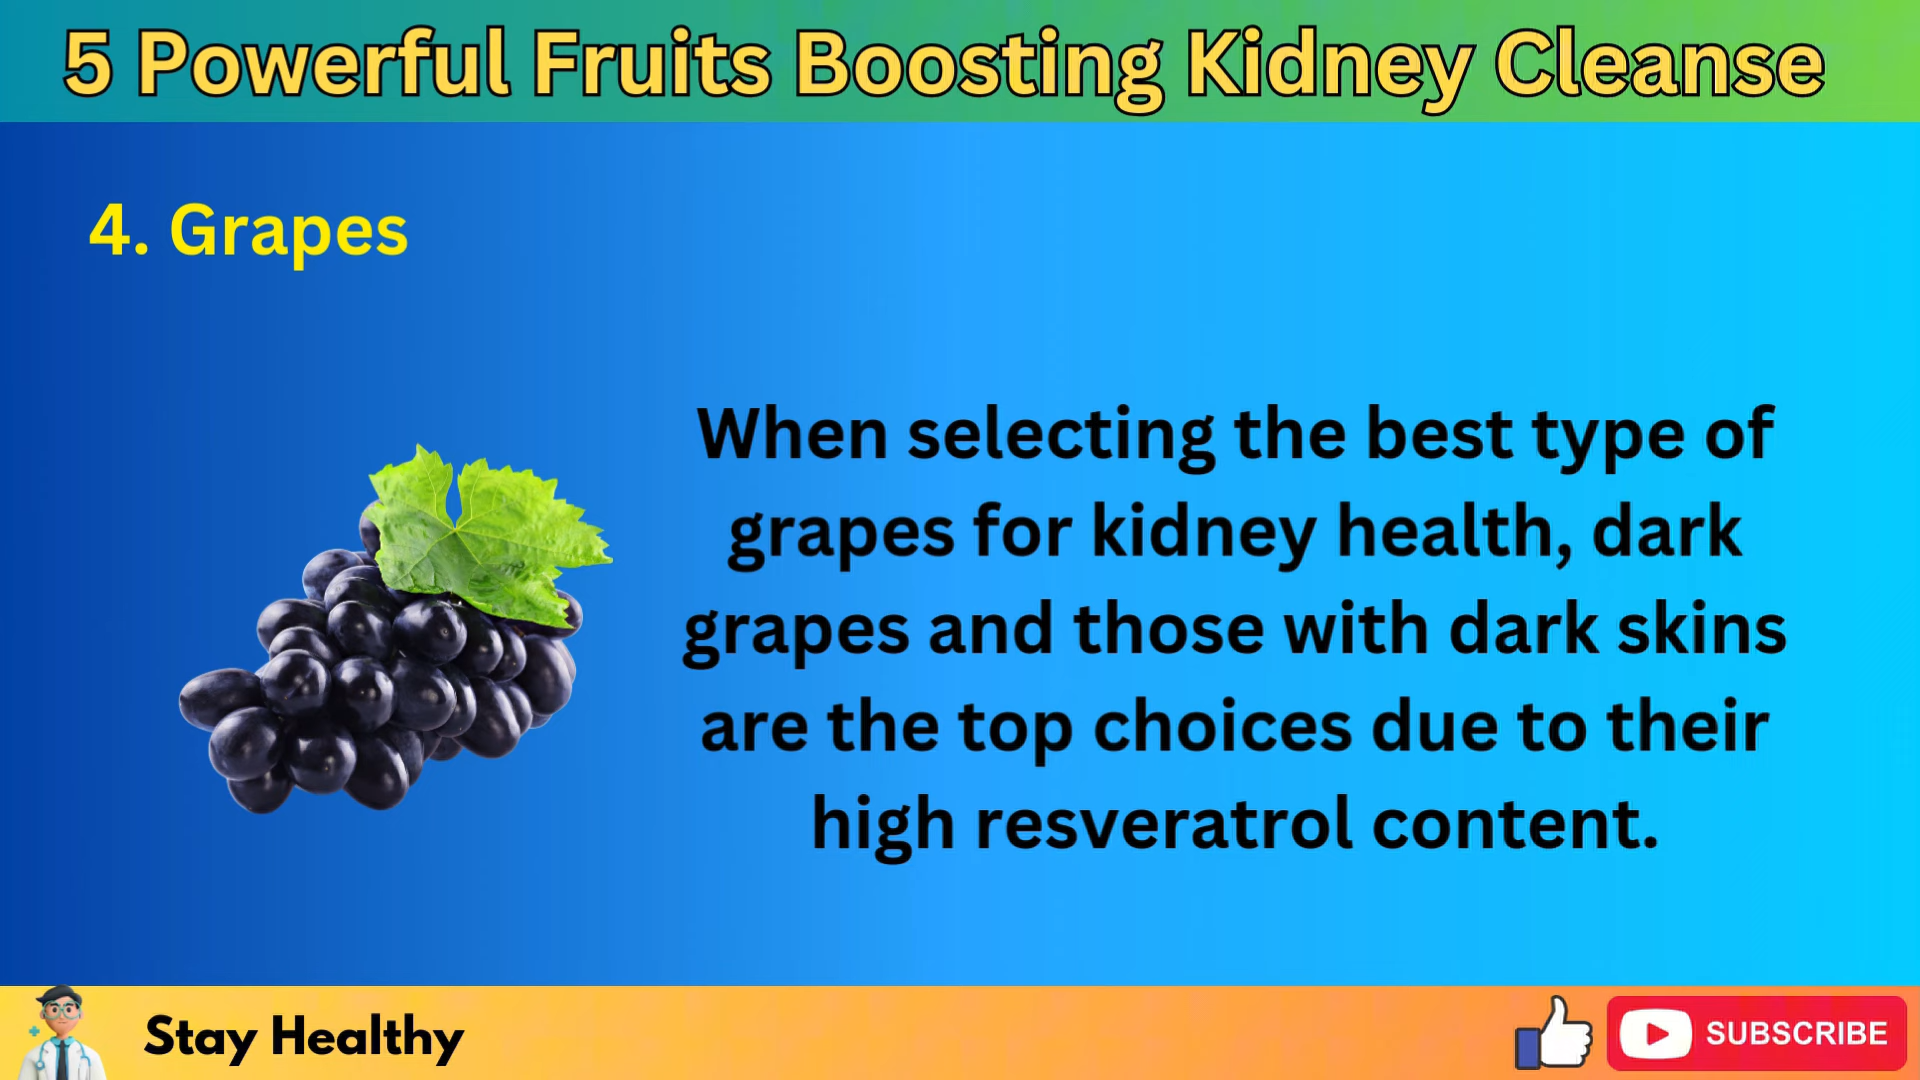 5 Powerful Fruits Boosting Kidney Cleanse
4. Grapes
When selecting the best type of
grapes for kidney health, dark
grapes and those with dark skins
are the top choices due to their
high resveratrol content.
Stay Healthy
SUBSCRIBE